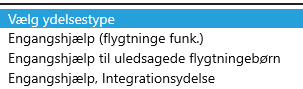 Vælg ydelsestype
Engangshjælp (flygtninge funk.)
Engangshjælp til uledsagede flygtningebørn
Engangshjælp, Integrationsydelse